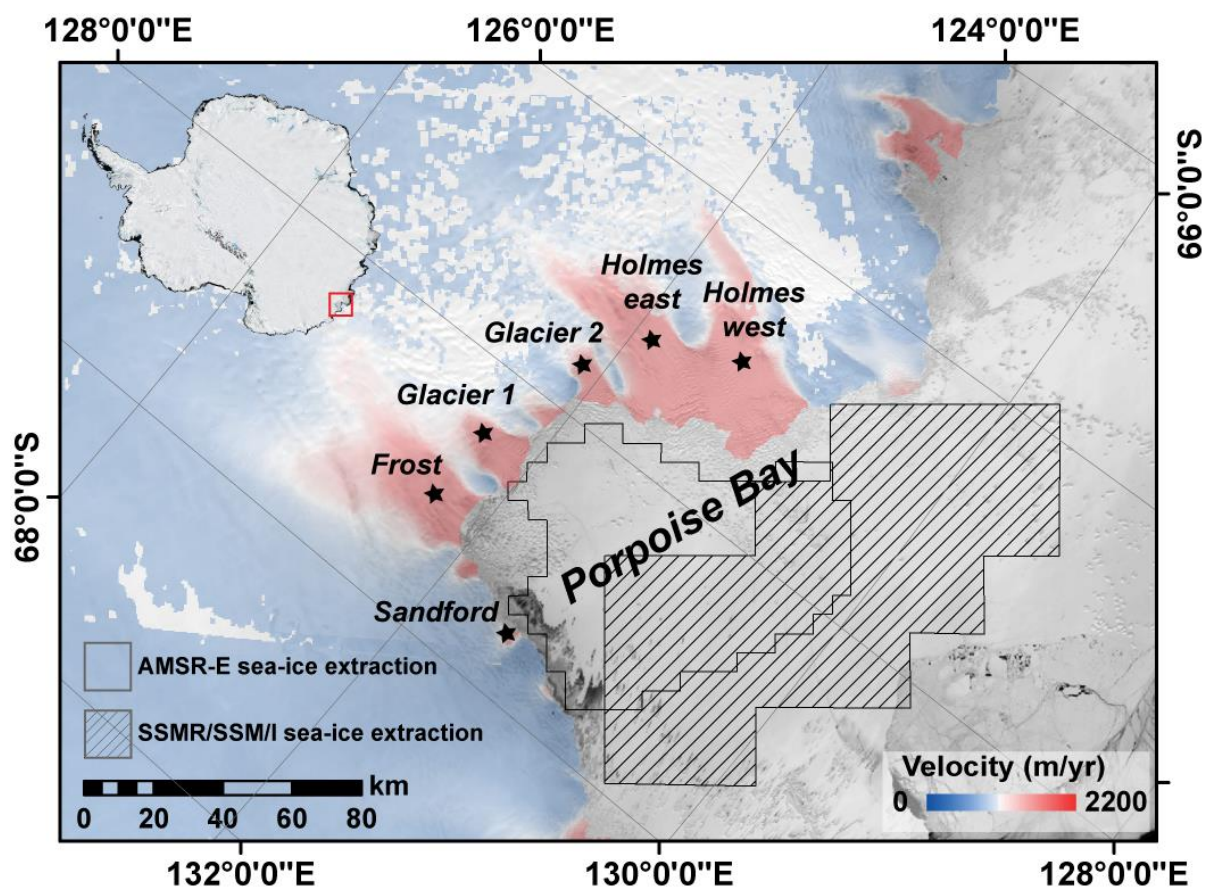 128°0'0"E
126°0'0"E
124°0'0"E
69°0'0"S
68°0'0"S
Holmes
east
Holmes
west
Glacier 2
Glacier 1
Frost
Porpoise Bay
Sandford
AMSR-E sea-ice extraction
SSMR/SSM/I sea-ice extraction
km
0 20 40 60 80
Velocity (m/yr)
0 2200
132°0'0"E
130°0'0"E
128°0'0"E